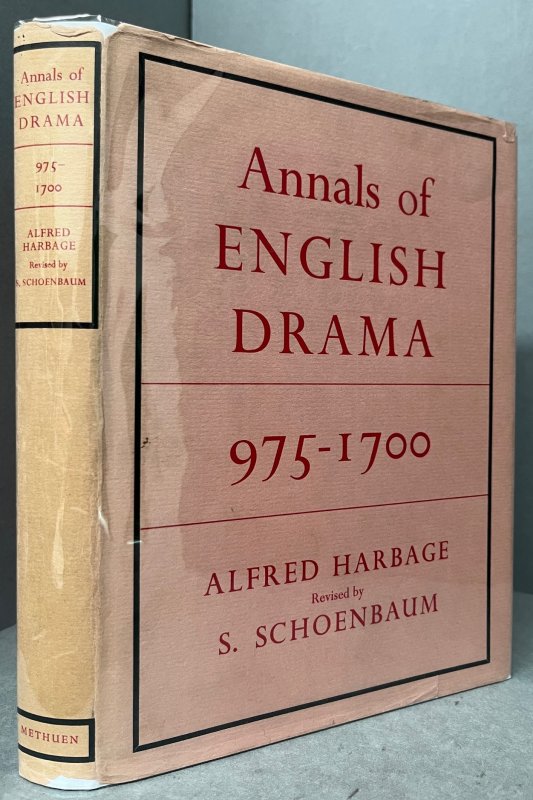 Annals of
ENGLISH
DRAMA
975-
1700
ALFRED
HARBAGE
Revised by
S. SCHOENBAUM
METHUEN
Annals of
ENGLISH
DRAMA
975-1700
ALFRED HARBAGE
Revised by
S. SCHOENBAUM